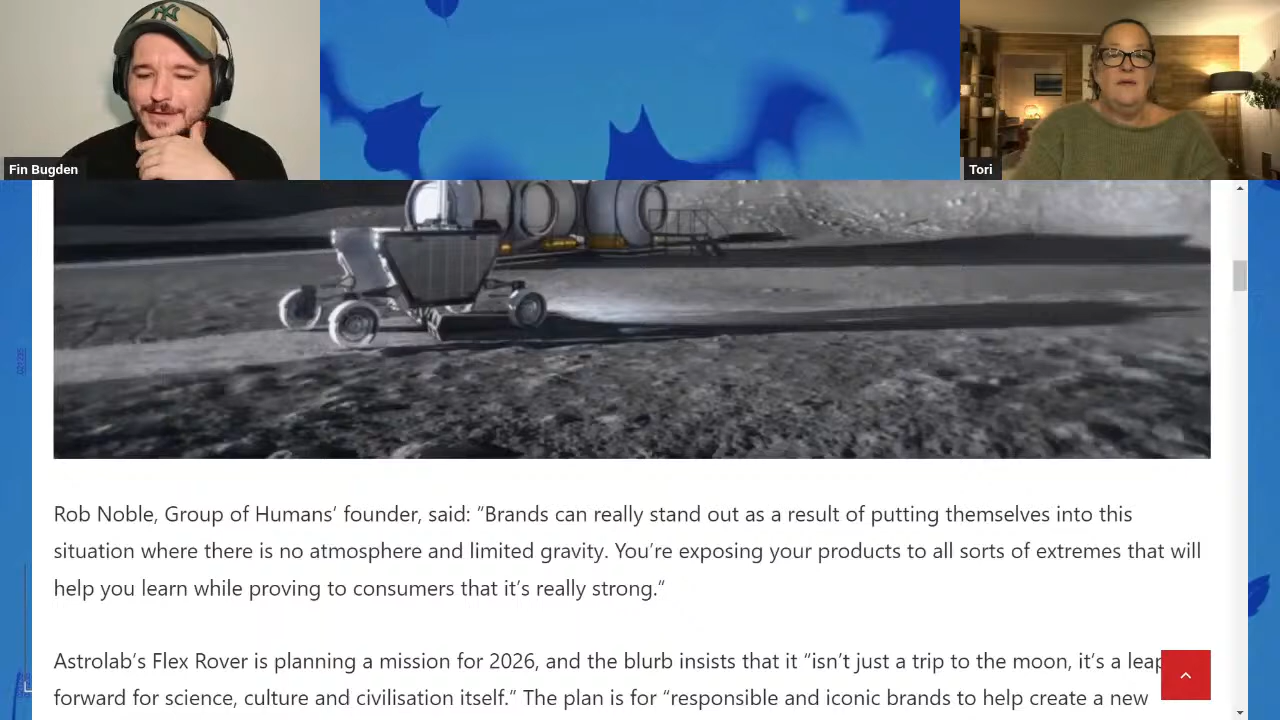 Fin Bugden
Tori
Rob Noble, Group of Humans’ founder, said: “Brands can really stand out as a result of putting themselves into this
situation where there is no atmosphere and limited gravity. You’re exposing your products to all sorts of extremes that will
help you learn while proving to consumers that it’s really strong.“
Astrolab’s Flex Rover is planning a mission for 2026, and the blurb insists that it “isn’t just a trip to the moon, it’s a leap
forward for science, culture and civilisation itself.” The plan is for “responsible and iconic brands to help create a new